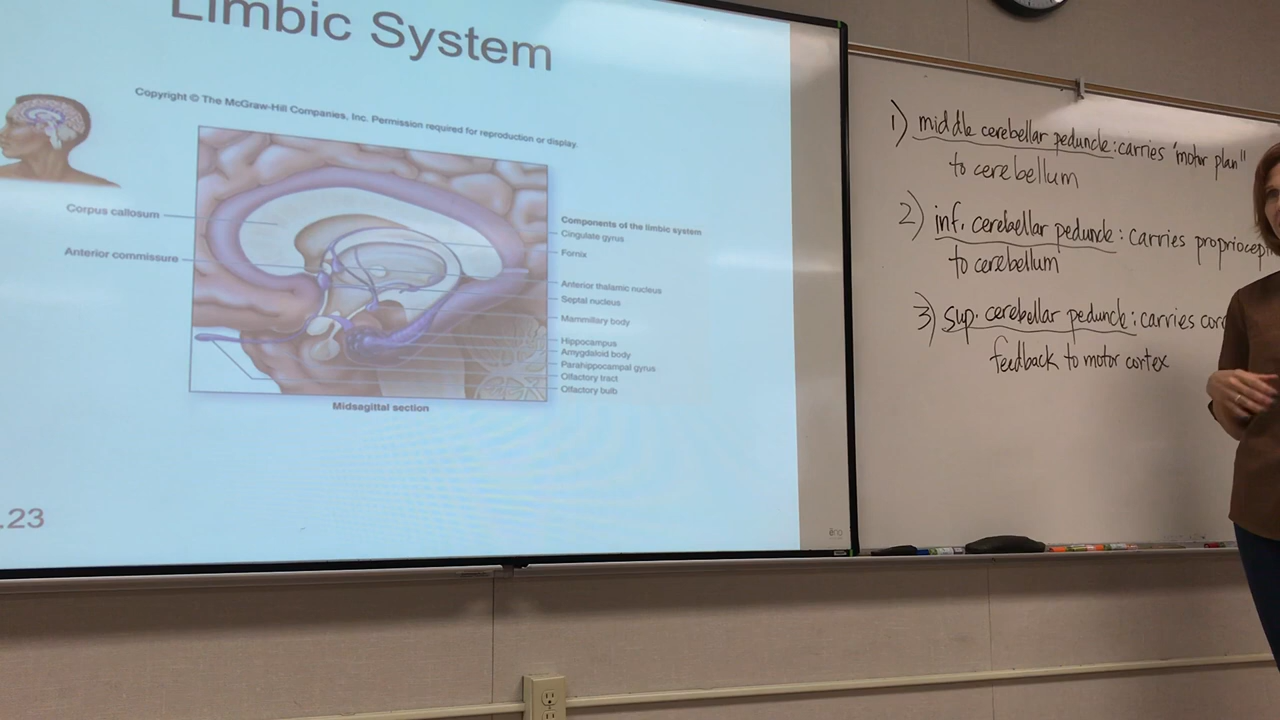 Limbic System
Copyright © The McGraw-Hill Companies, Inc. Permission required for reproduction or display.
Corpus callosum
Anterior commissure
Components of the limbic system
Cingulate gyrus
Fornix
Anterior thalamic nucleus
Septal nucleus
Mammillary body
Hippocampus
Amygdaloid body
Parahippocampal gyrus
Olfactory tract
Olfactory bulb
Midsagittal section
.23
1) middle cerebellar peduncle: carries "motor plan"
to cerebellum
2) inf. cerebellar peduncle: carries
to cerebellum
3) sup. cerebellar peduncle: carries
feedback to motor cortex